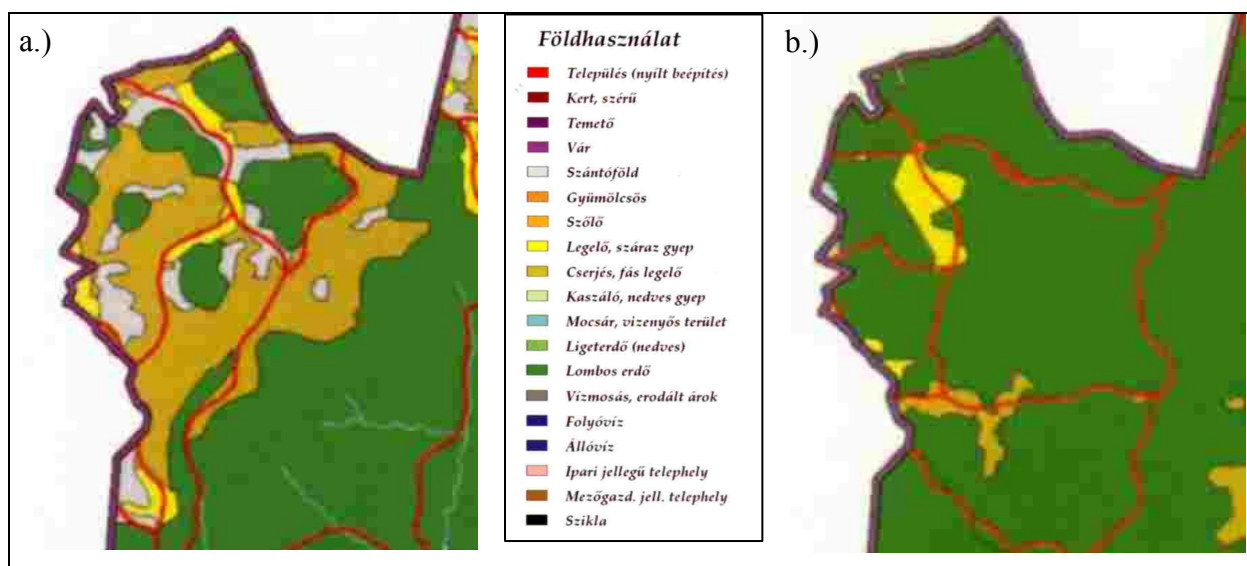 a.)
Földhasználat
Település (nyílt beépítés)
Kert, szérű
Temető
Vár
Szántóföld
Gyümölcsös
Szőlő
Legelő, száraz gyep
Cserjés, fás legelő
Kaszáló, nedves gyep
Mocsár, vizenyős terület
Ligeterdő (nedves)
Lombos erdő
Vízmosás, erodált árok
Folyóvíz
Állóvíz
Ipari jellegű telephely
Mezőgazd. jell. telephely
Szikla
b.)